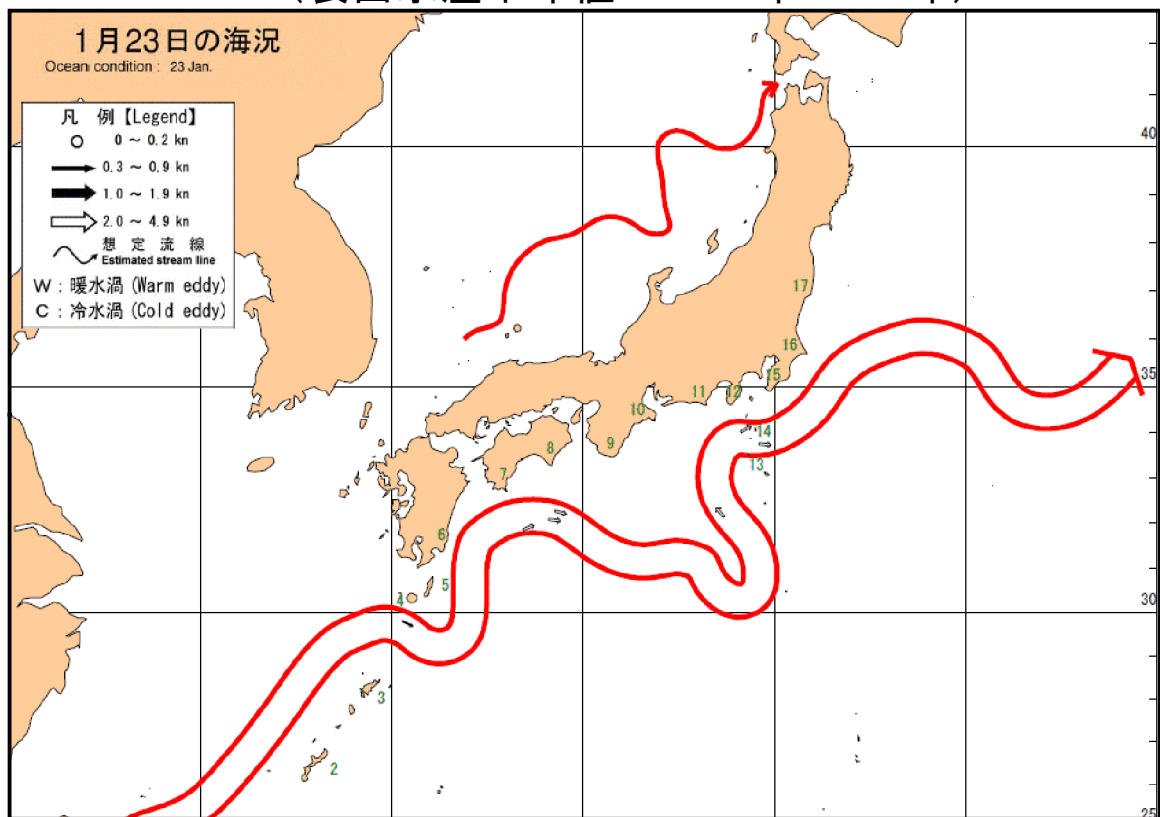 1月23日の海況
Ocean condition : 23 Jan.
凡 例【Legend】
0 ～ 0.2 kn
0.3 ～ 0.9 kn
1.0 ～ 1.9 kn
2.0 ～ 4.9 kn
想 定 流 線
Estimated stream line
W : 暖水渦 (Warm eddy)
C : 冷水渦 (Cold eddy)
40
17
16
35
15
12
11
10
14
9
8
13
7
6
5
30
4
3
2
25